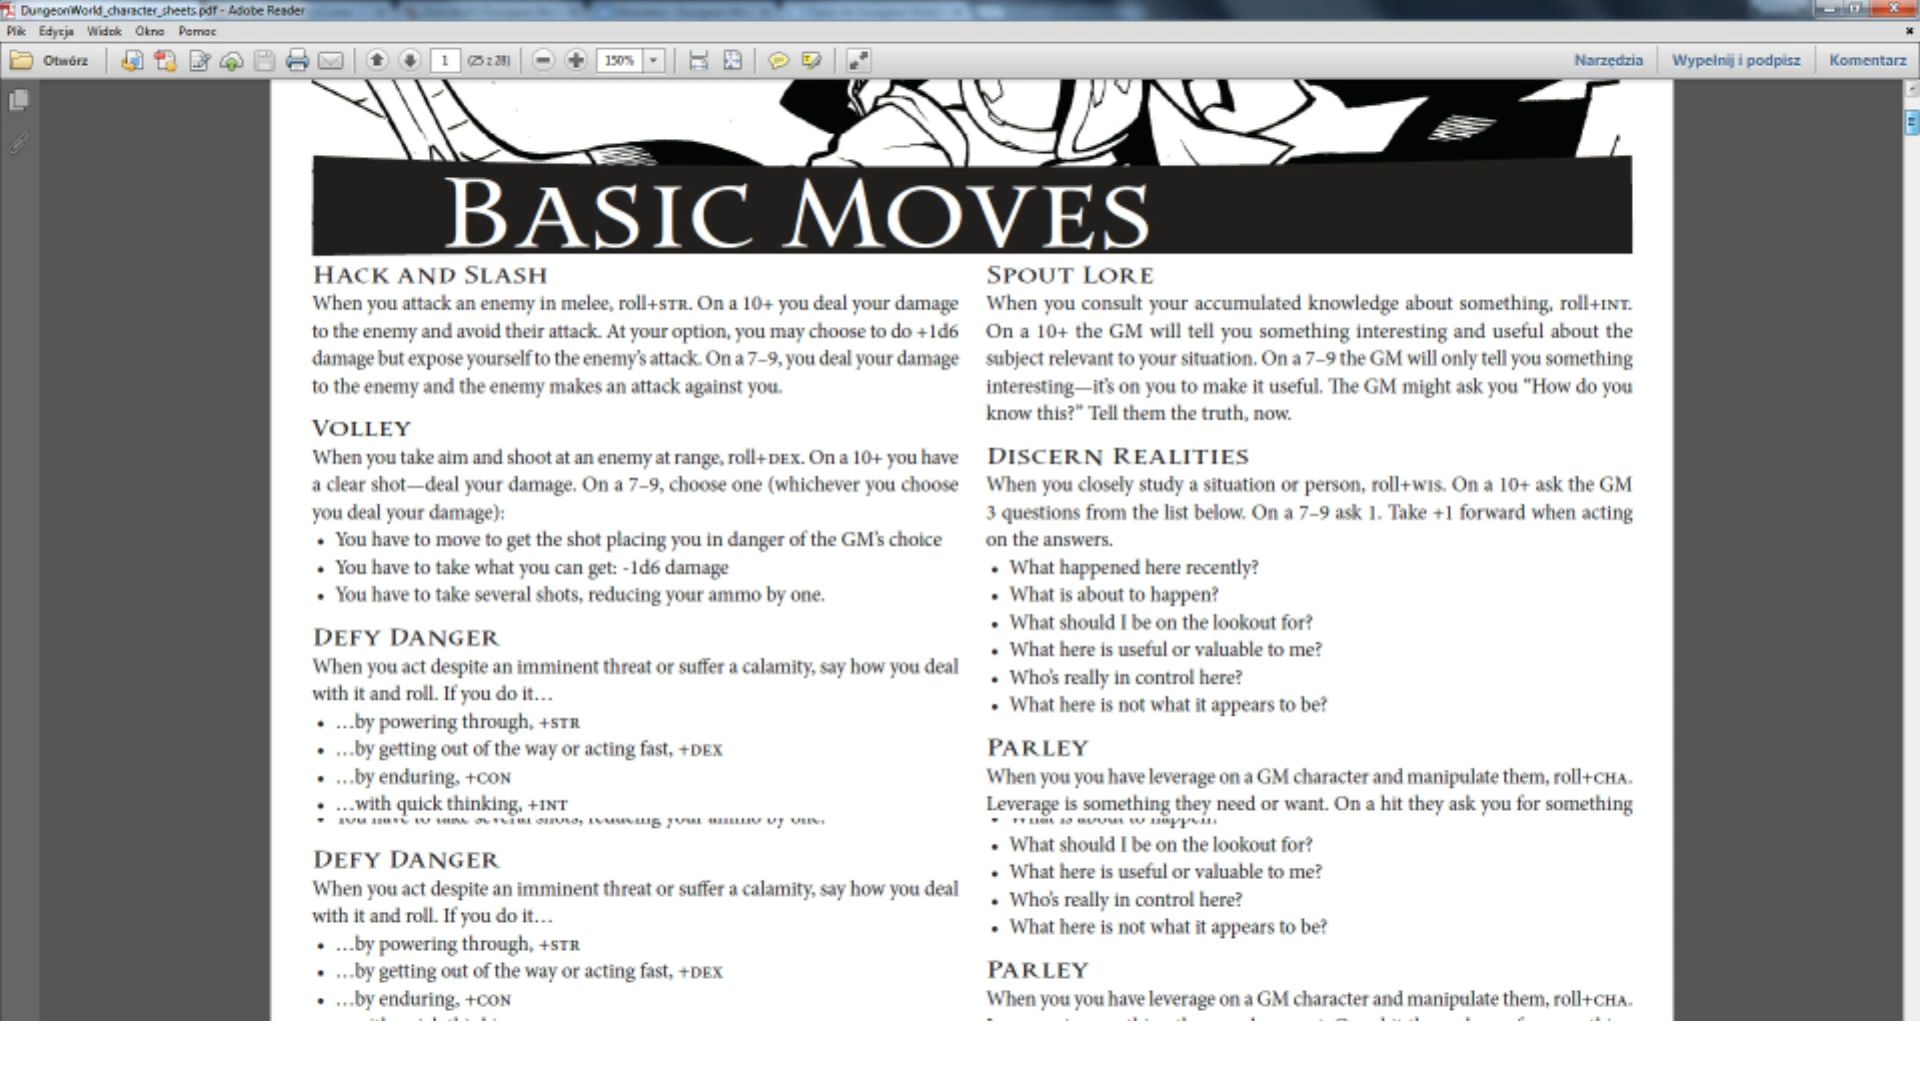 DungeonWorld_character_sheets.pdf - Adobe Reader
Plik Edycja Widok Okno Pomoc
Otwórz 1 (25 z 28) 150% Narzędzia Wypełnij i podpisz Komentarz
BASIC MOVES
HACK AND SLASH
When you attack an enemy in melee, roll+STR. On a 10+ you deal your damage
to the enemy and avoid their attack. At your option, you may choose to do +1d6
damage but expose yourself to the enemy's attack. On a 7–9, you deal your damage
to the enemy and the enemy makes an attack against you.
VOLLEY
When you take aim and shoot at an enemy at range, roll+DEX. On a 10+ you have
a clear shot—deal your damage. On a 7–9, choose one (whichever you choose
you deal your damage):
• You have to move to get the shot placing you in danger of the GM's choice
• You have to take what you can get: -1d6 damage
• You have to take several shots, reducing your ammo by one.
DEFY DANGER
When you act despite an imminent threat or suffer a calamity, say how you deal
with it and roll. If you do it…
• …by powering through, +STR
• …by getting out of the way or acting fast, +DEX
• …by enduring, +CON
• …with quick thinking, +INT
• You have to take several shots, reducing your ammo by one.
DEFY DANGER
When you act despite an imminent threat or suffer a calamity, say how you deal
with it and roll. If you do it…
• …by powering through, +STR
• …by getting out of the way or acting fast, +DEX
• …by enduring, +CON
SPOUT LORE
When you consult your accumulated knowledge about something, roll+INT.
On a 10+ the GM will tell you something interesting and useful about the
subject relevant to your situation. On a 7–9 the GM will only tell you something
interesting—it's on you to make it useful. The GM might ask you "How do you
know this?" Tell them the truth, now.
DISCERN REALITIES
When you closely study a situation or person, roll+WIS. On a 10+ ask the GM
3 questions from the list below. On a 7–9 ask 1. Take +1 forward when acting
on the answers.
• What happened here recently?
• What is about to happen?
• What should I be on the lookout for?
• What here is useful or valuable to me?
• Who's really in control here?
• What here is not what it appears to be?
PARLEY
When you you have leverage on a GM character and manipulate them, roll+CHA.
Leverage is something they need or want. On a hit they ask you for something
• What is about to happen?
• What should I be on the lookout for?
• What here is useful or valuable to me?
• Who's really in control here?
• What here is not what it appears to be?
PARLEY
When you you have leverage on a GM character and manipulate them, roll+CHA.